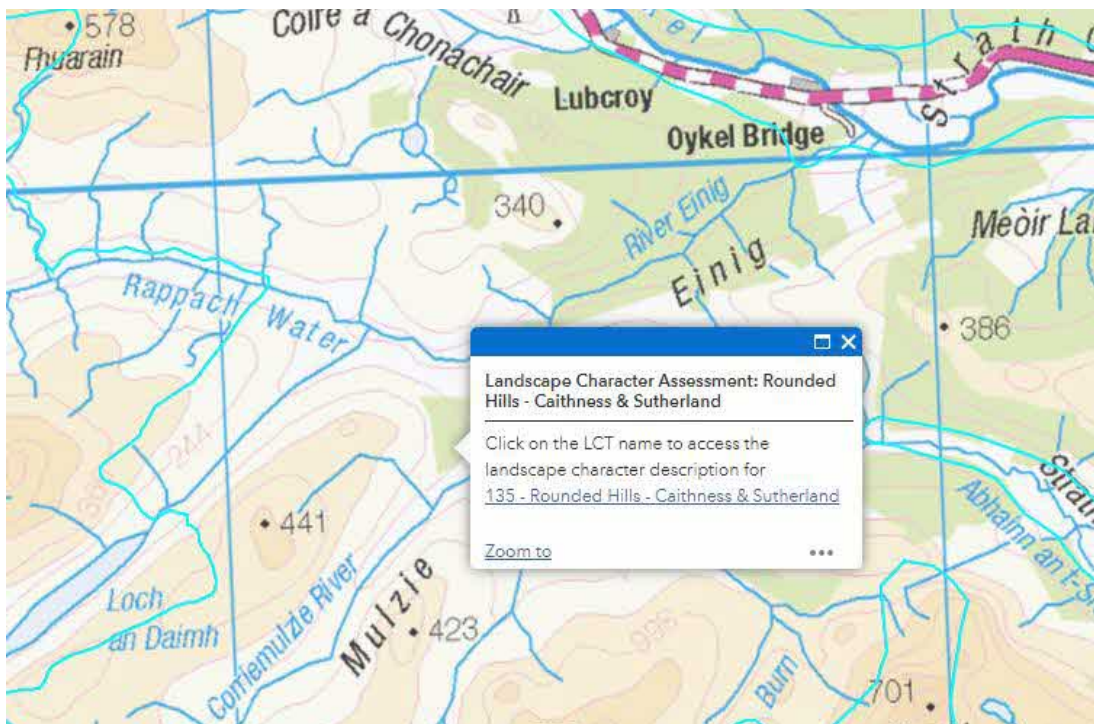 578
Fhuarain
Coire a' Chonachair
Lubcroy
Oykel Bridge
Strath
340
River Einig
Einig
Meòir La
386
Rappach Water
244
Landscape Character Assessment: Rounded
Hills - Caithness & Sutherland
Click on the LCT name to access the
landscape character description for
135 - Rounded Hills - Caithness & Sutherland
Zoom to
441
Loch
an Daimh
Corriemulzie River
Mulzie
423
Strath
Abhainn an t-S
Burn
701